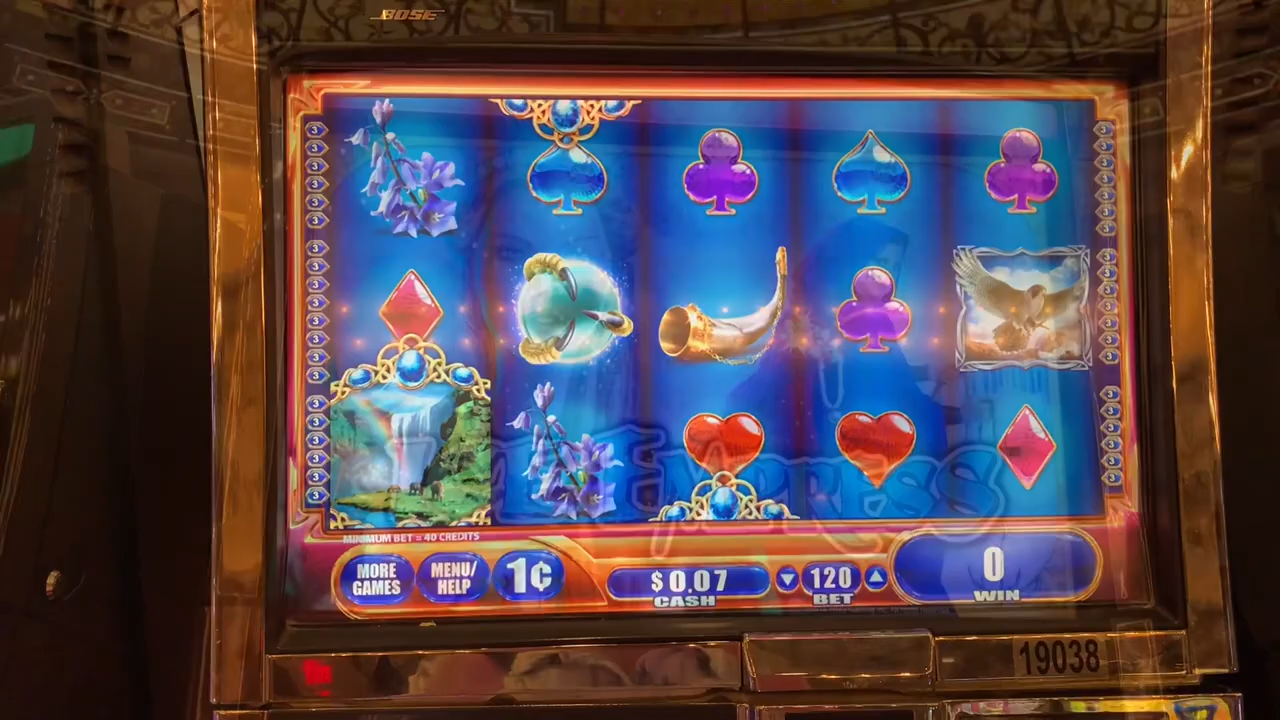 BOSE
MINIMUM BET = 40 CREDITS
MORE GAMES
MENU/ HELP
1¢
$0.07
CASH
120
BET
0
WIN
19038